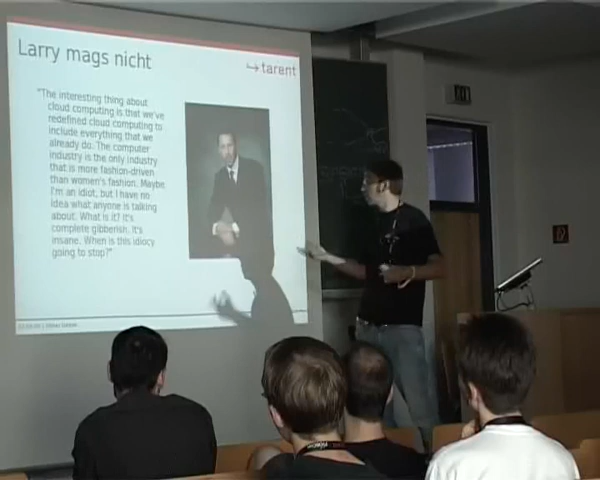 Larry mags nicht
↪tarent
"The interesting thing about
cloud computing is that we've
redefined cloud computing to
include everything that we
already do. The computer
industry is the only industry
that is more fashion-driven
than women's fashion. Maybe
I'm an idiot, but I have no
idea what anyone is talking
about. What is it? It's
complete gibberish. It's
insane. When is this idiocy
going to stop?"